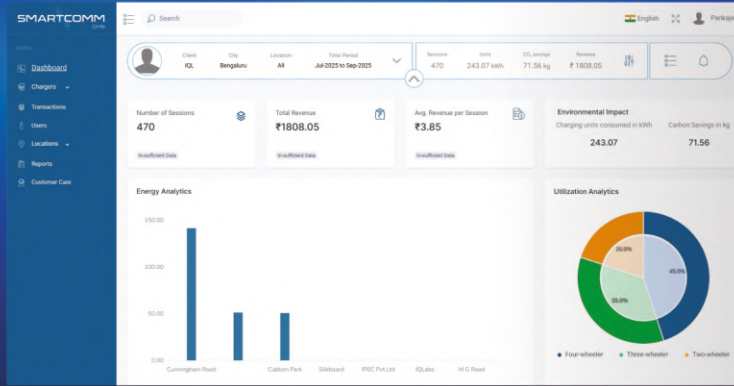 SMARTCOMM
Search
English
Pankaja
Client City Location Time Period
IQL Bengaluru All Jul-2025 to Sep-2025
Sessions Units CO₂ savings Revenue
470 243.07 kWh 71.56 kg ₹ 1808.05
Dashboard
Chargers
Transactions
Users
Locations
Reports
Customer Care
Number of Sessions
470
In-sufficient Data
Total Revenue
₹1808.05
In-sufficient Data
Avg. Revenue per Session
₹3.85
In-sufficient Data
Environmental Impact
Charging units consumed in kWh Carbon Savings in kg
243.07 71.56
Energy Analytics
150.00
100.00
50.00
0.00
Cunningham Road Cubbon Park Silkboard IPEC Pvt.Ltd IQLabs M G Road
Utilization Analytics
20.0%
45.0%
35.0%
Four-wheeler Three-wheeler Two-wheeler